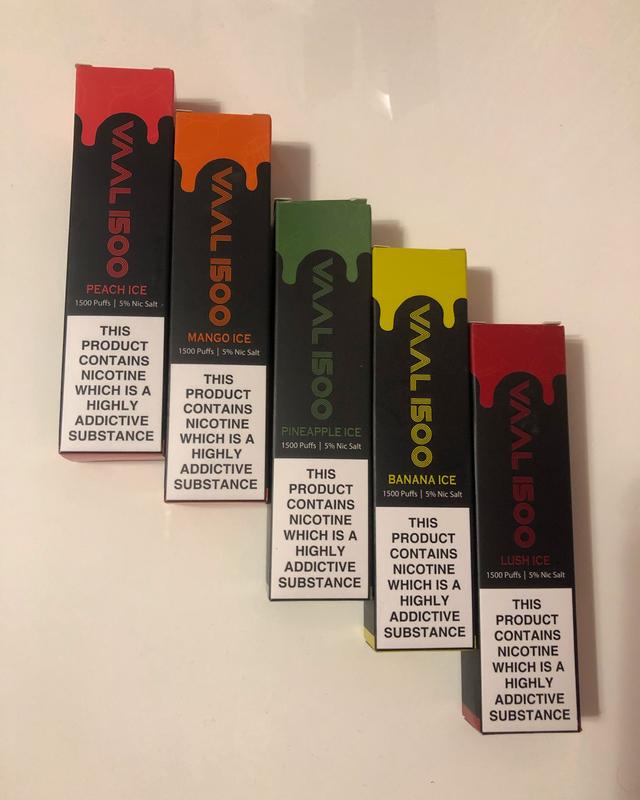 VAAL 1500
PEACH ICE
1500 Puffs | 5% Nic Salt
THIS
PRODUCT
CONTAINS
NICOTINE
WHICH IS A
HIGHLY
ADDICTIVE
SUBSTANCE
VAAL 1500
MANGO ICE
1500 Puffs | 5% Nic Salt
THIS
PRODUCT
CONTAINS
NICOTINE
WHICH IS A
HIGHLY
ADDICTIVE
SUBSTANCE
VAAL 1500
PINEAPPLE ICE
1500 Puffs | 5% Nic Salt
THIS
PRODUCT
CONTAINS
NICOTINE
WHICH IS A
HIGHLY
ADDICTIVE
SUBSTANCE
VAAL 1500
BANANA ICE
1500 Puffs | 5% Nic Salt
THIS
PRODUCT
CONTAINS
NICOTINE
WHICH IS A
HIGHLY
ADDICTIVE
SUBSTANCE
VAAL 1500
LUSH ICE
1500 Puffs | 5% Nic Salt
THIS
PRODUCT
CONTAINS
NICOTINE
WHICH IS A
HIGHLY
ADDICTIVE
SUBSTANCE